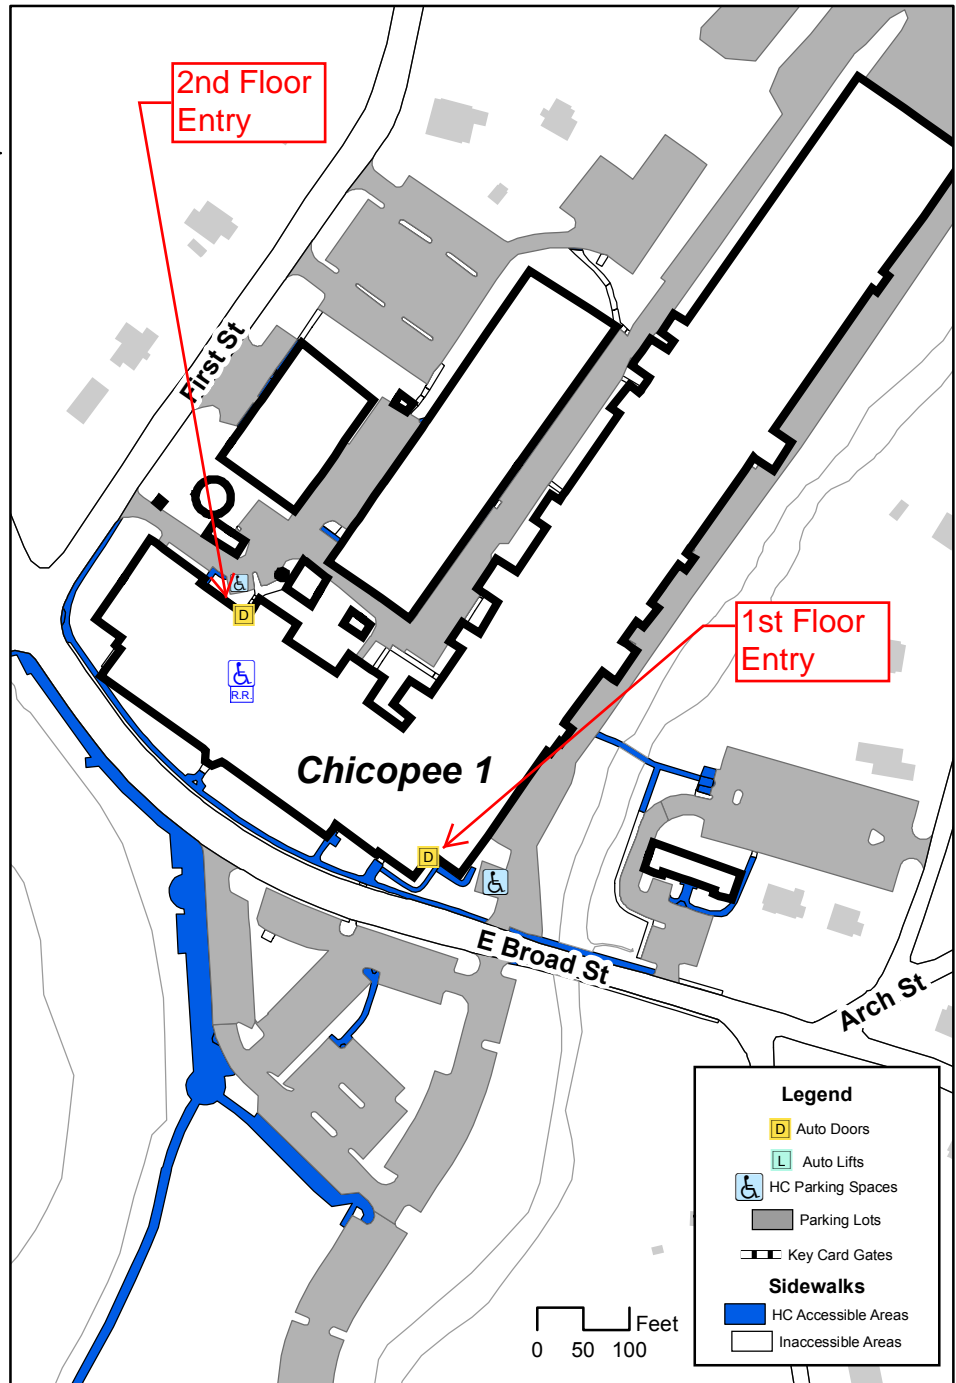 2nd Floor
Entry
First St
D
R.R.
1st Floor
Entry
Chicopee 1
D
E Broad St
Arch St
Legend
D Auto Doors
L Auto Lifts
HC Parking Spaces
Parking Lots
Key Card Gates
Sidewalks
HC Accessible Areas
Inaccessible Areas
Feet
0 50 100